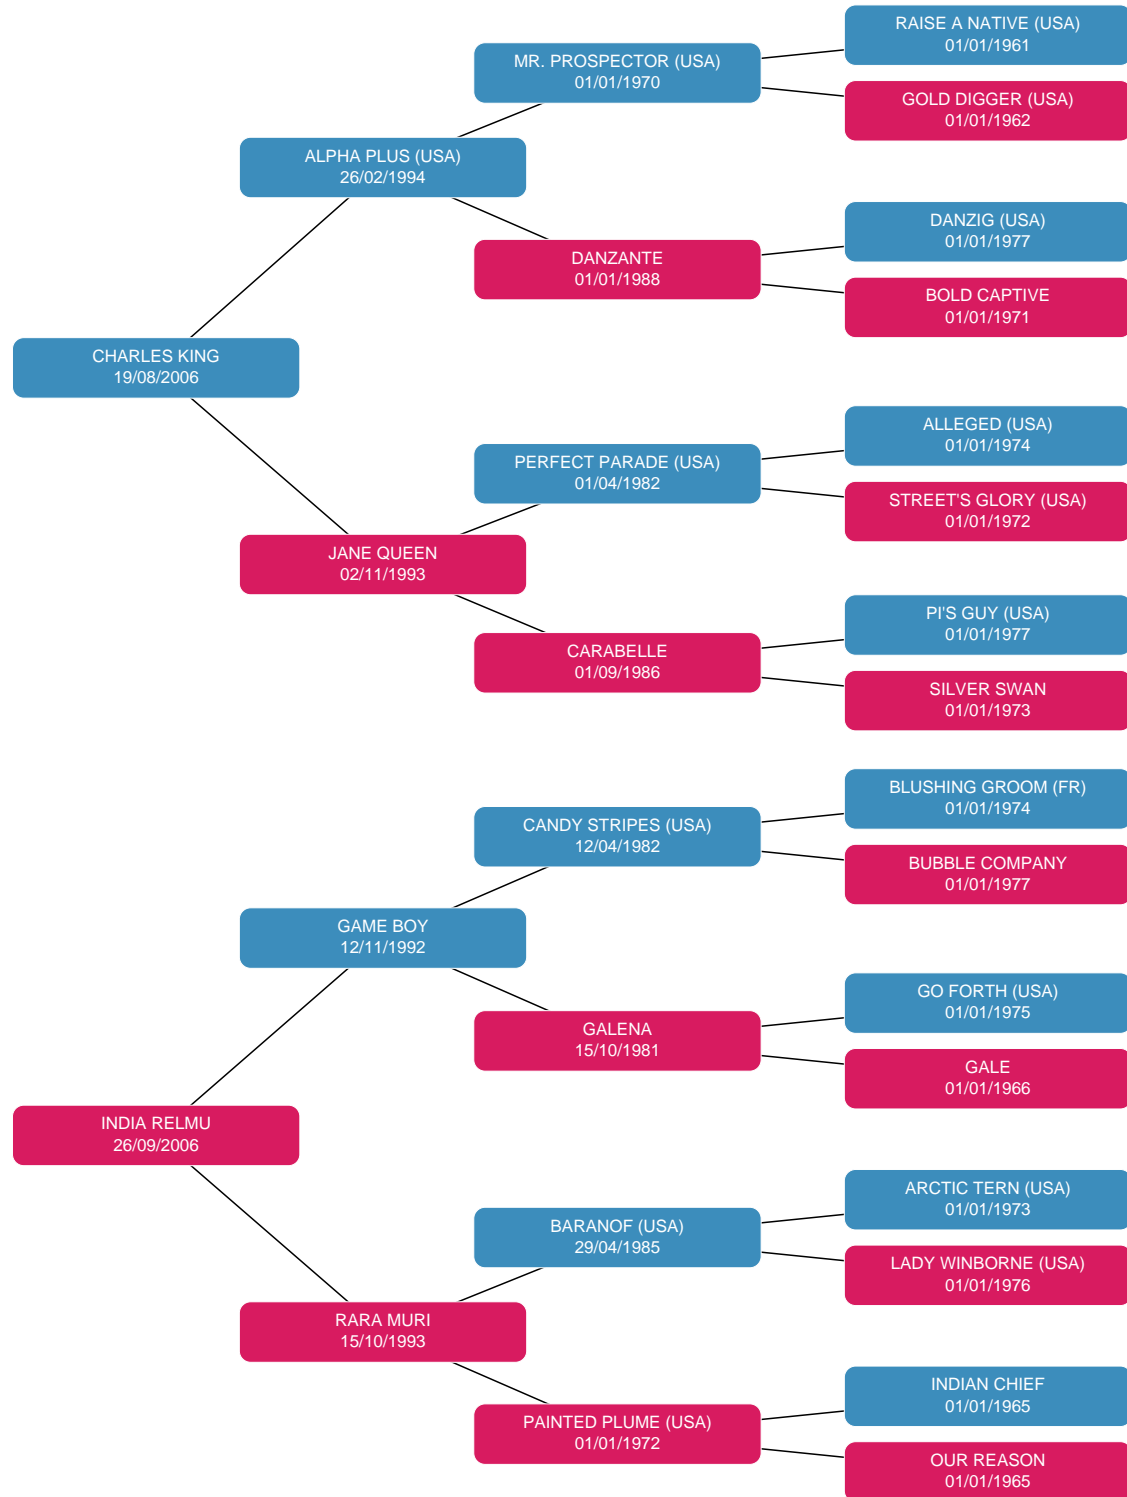 RAISE A NATIVE (USA)
01/01/1961
MR. PROSPECTOR (USA)
01/01/1970
GOLD DIGGER (USA)
01/01/1962
ALPHA PLUS (USA)
26/02/1994
DANZIG (USA)
01/01/1977
DANZANTE
01/01/1988
BOLD CAPTIVE
01/01/1971
CHARLES KING
19/08/2006
ALLEGED (USA)
01/01/1974
PERFECT PARADE (USA)
01/04/1982
STREET'S GLORY (USA)
01/01/1972
JANE QUEEN
02/11/1993
PI'S GUY (USA)
01/01/1977
CARABELLE
01/09/1986
SILVER SWAN
01/01/1973
BLUSHING GROOM (FR)
01/01/1974
CANDY STRIPES (USA)
12/04/1982
BUBBLE COMPANY
01/01/1977
GAME BOY
12/11/1992
GO FORTH (USA)
01/01/1975
GALENA
15/10/1981
GALE
01/01/1966
INDIA RELMU
26/09/2006
ARCTIC TERN (USA)
01/01/1973
BARANOF (USA)
29/04/1985
LADY WINBORNE (USA)
01/01/1976
RARA MURI
15/10/1993
INDIAN CHIEF
01/01/1965
PAINTED PLUME (USA)
01/01/1972
OUR REASON
01/01/1965